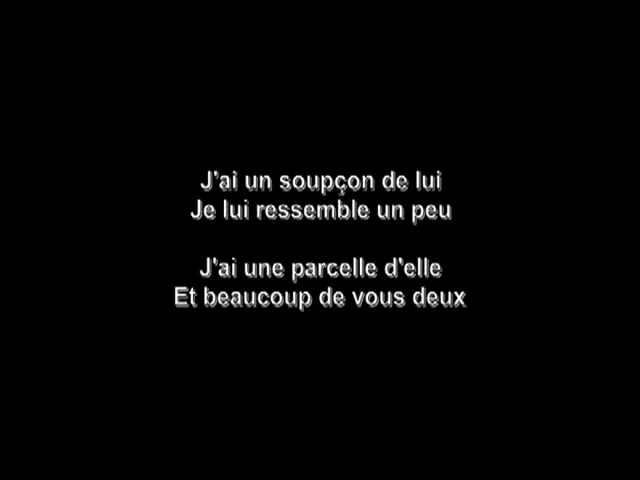 J'ai un soupçon de lui
Je lui ressemble un peu
J'ai une parcelle d'elle
Et beaucoup de vous deux